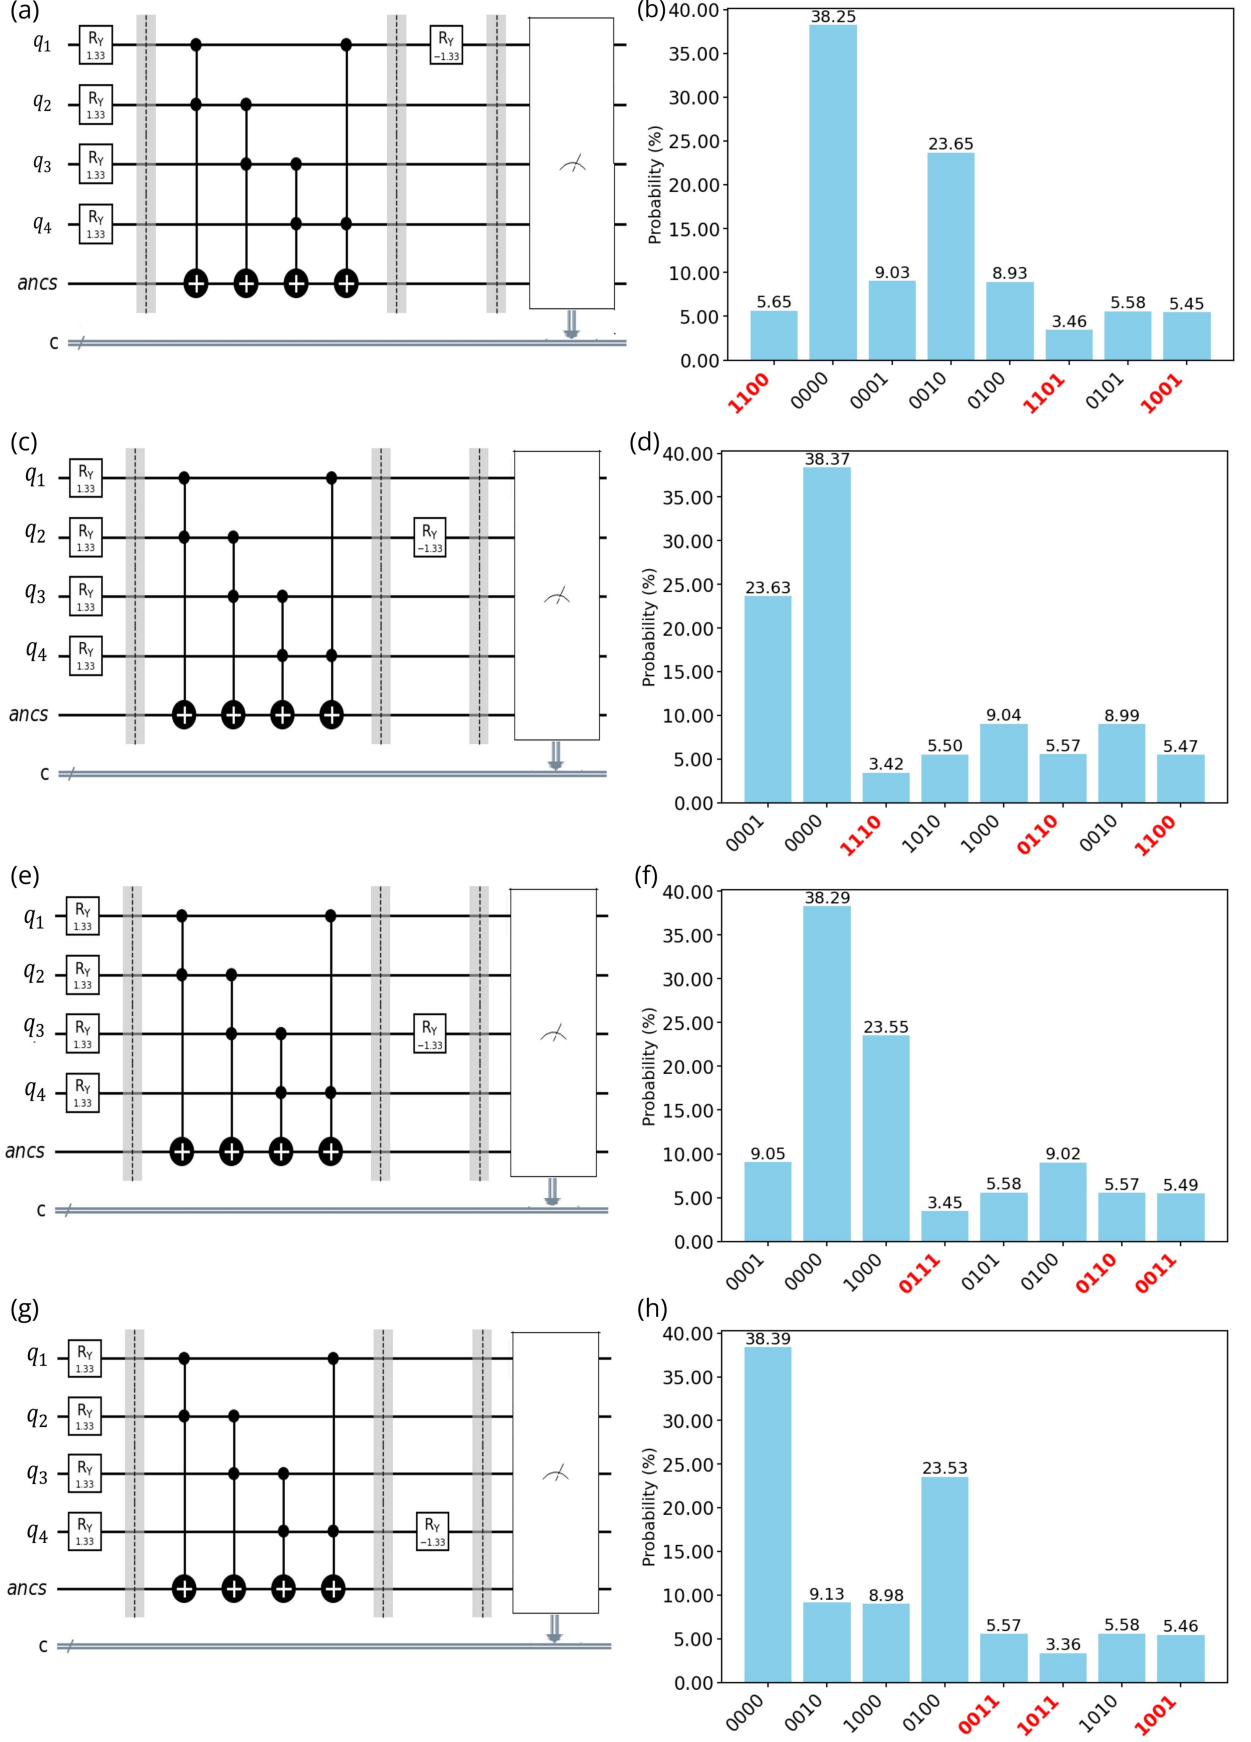 (a)
q1 RY 1.33 RY −1.33
q2 RY 1.33
q3 RY 1.33
q4 RY 1.33
ancs
c
(b)
Probability (%)
40.00
35.00
30.00
25.00
20.00
15.00
10.00
5.00
0.00
5.65 38.25 9.03 23.65 8.93 3.46 5.58 5.45
1100 0000 0001 0010 0100 1101 0101 1001
(c)
q1 RY 1.33
q2 RY 1.33 RY −1.33
q3 RY 1.33
q4 RY 1.33
ancs
c
(d)
Probability (%)
40.00
35.00
30.00
25.00
20.00
15.00
10.00
5.00
0.00
23.63 38.37 3.42 5.50 9.04 5.57 8.99 5.47
0001 0000 1110 1010 1000 0110 0010 1100
(e)
q1 RY 1.33
q2 RY 1.33
q3 RY 1.33 RY −1.33
q4 RY 1.33
ancs
c
(f)
Probability (%)
40.00
35.00
30.00
25.00
20.00
15.00
10.00
5.00
0.00
9.05 38.29 23.55 3.45 5.58 9.02 5.57 5.49
0001 0000 1000 0111 0101 0100 0110 0011
(g)
q1 RY 1.33
q2 RY 1.33
q3 RY 1.33
q4 RY 1.33 RY −1.33
ancs
c
(h)
Probability (%)
40.00
35.00
30.00
25.00
20.00
15.00
10.00
5.00
0.00
38.39 9.13 8.98 23.53 5.57 3.36 5.58 5.46
0000 0010 1000 0100 0011 1011 1010 1001